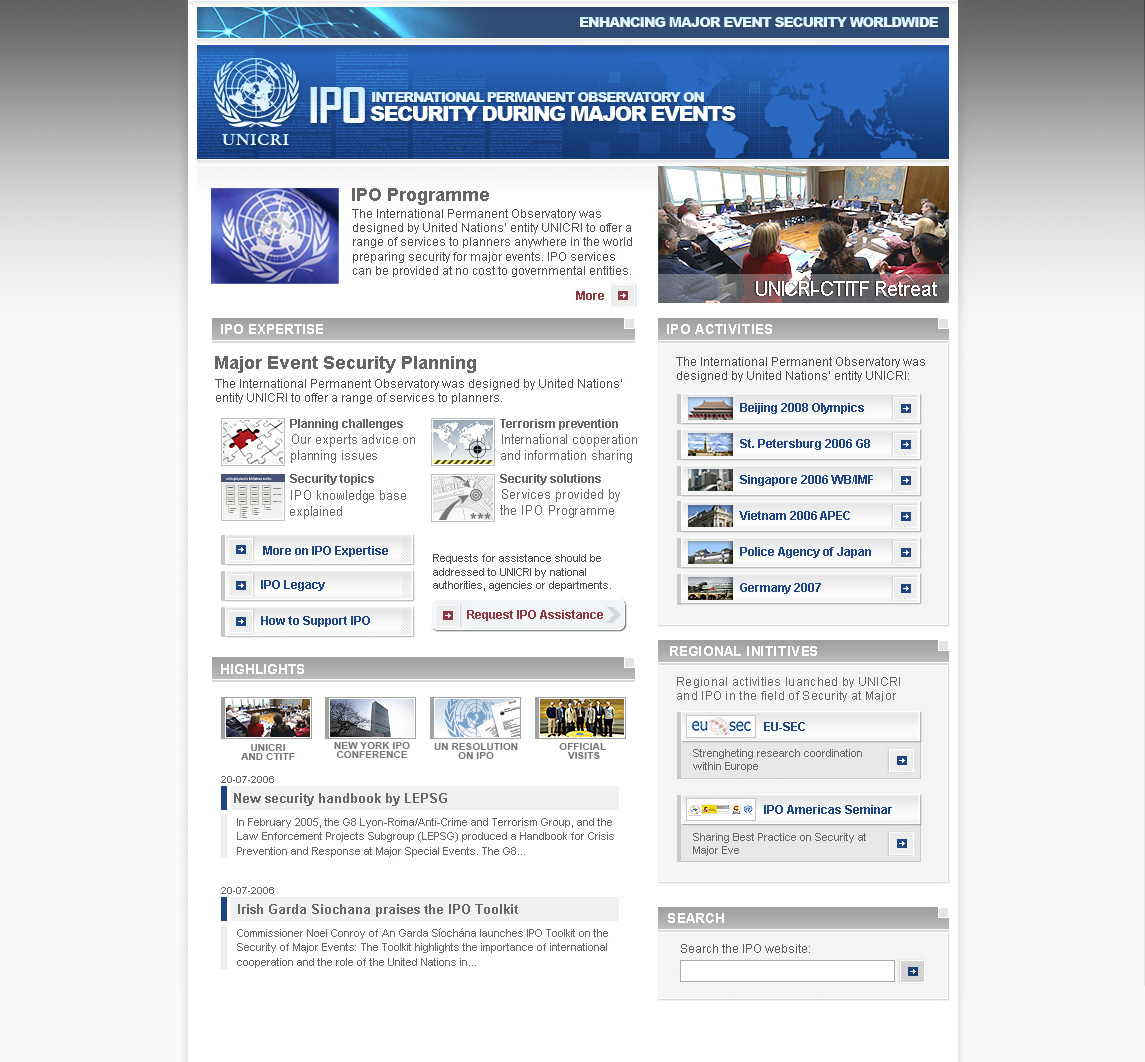 ENHANCING MAJOR EVENT SECURITY WORLDWIDE
UNICRI
IPO
INTERNATIONAL PERMANENT OBSERVATORY ON
SECURITY DURING MAJOR EVENTS
IPO Programme
The International Permanent Observatory was
designed by United Nations' entity UNICRI to offer a
range of services to planners anywhere in the world
preparing security for major events. IPO services
can be provided at no cost to governmental entities.
More
UNICRI-CTITF Retreat
IPO EXPERTISE
Major Event Security Planning
The International Permanent Observatory was designed by United Nations'
entity UNICRI to offer a range of services to planners.
Planning challenges
Our experts advice on
planning issues
Terrorism prevention
International cooperation
and information sharing
Security topics
IPO knowledge base
explained
Security solutions
Services provided by
the IPO Programme
More on IPO Expertise
IPO Legacy
How to Support IPO
Requests for assistance should be
addressed to UNICRI by national
authorities, agencies or departments.
Request IPO Assistance
HIGHLIGHTS
UNICRI
AND CTITF
NEW YORK IPO
CONFERENCE
UN RESOLUTION
ON IPO
OFFICIAL
VISITS
20-07-2006
New security handbook by LEPSG
In February 2005, the G8 Lyon-Roma/Anti-Crime and Terrorism Group, and the
Law Enforcement Projects Subgroup (LEPSG) produced a Handbook for Crisis
Prevention and Response at Major Special Events. The G8...
20-07-2006
Irish Garda Siochana praises the IPO Toolkit
Commissioner Noel Conroy of An Garda Síochána launches IPO Toolkit on the
Security of Major Events: The Toolkit highlights the importance of international
cooperation and the role of the United Nations in...
IPO ACTIVITIES
The International Permanent Observatory was
designed by United Nations' entity UNICRI:
Beijing 2008 Olympics
St. Petersburg 2006 G8
Singapore 2006 WB/IMF
Vietnam 2006 APEC
Police Agency of Japan
Germany 2007
REGIONAL INITITIVES
Regional activities luanched by UNICRI
and IPO in the field of Security at Major
eu sec
EU-SEC
Strengheting research coordination
within Europe
IPO Americas Seminar
Sharing Best Practice on Security at
Major Eve
SEARCH
Search the IPO website: